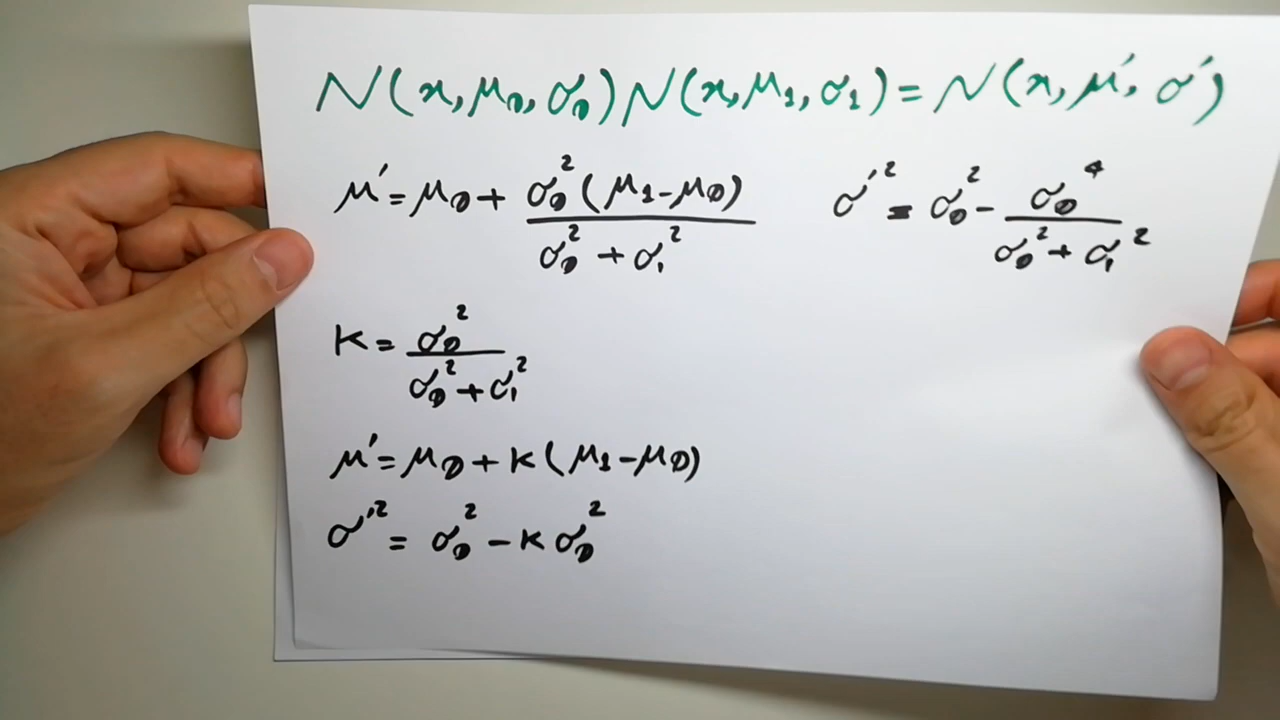 N(x, μ₀, σ₀) N(x, μ₁, σ₁) = N(x, μ′, σ′)
μ′ = μ₀ + σ₀²(μ₁ − μ₀) / (σ₀² + σ₁²)    σ′² = σ₀² − σ₀⁴ / (σ₀² + σ₁²)
K = σ₀² / (σ₀² + σ₁²)
μ′ = μ₀ + K(μ₁ − μ₀)
σ′² = σ₀² − Kσ₀²